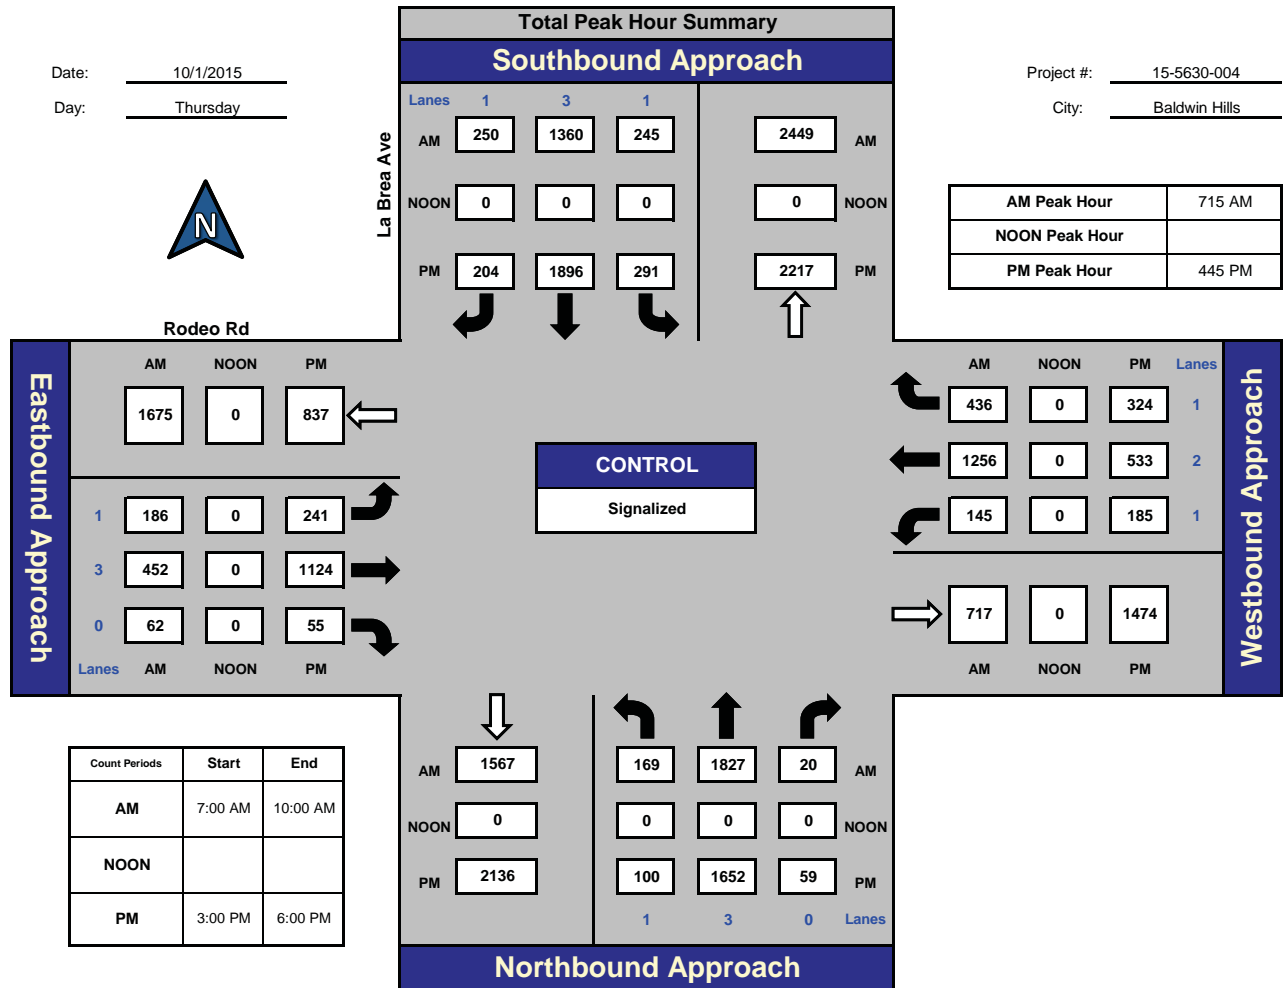 Total Peak Hour Summary
Southbound Approach
Date: 10/1/2015
Day: Thursday
Project #: 15-5630-004
City: Baldwin Hills
N
La Brea Ave
Lanes 1 3 1
AM 250 1360 245 2449 AM
NOON 0 0 0 0 NOON
PM 204 1896 291 2217 PM
AM Peak Hour 715 AM
NOON Peak Hour
PM Peak Hour 445 PM
Rodeo Rd
Eastbound Approach
AM NOON PM
1675 0 837
1 186 0 241
3 452 0 1124
0 62 0 55
Lanes AM NOON PM
CONTROL
Signalized
AM NOON PM Lanes
436 0 324 1
1256 0 533 2
145 0 185 1
717 0 1474
AM NOON PM
Westbound Approach
Count Periods Start End
AM 7:00 AM 10:00 AM
NOON
PM 3:00 PM 6:00 PM
AM 1567 169 1827 20 AM
NOON 0 0 0 0 NOON
PM 2136 100 1652 59 PM
1 3 0 Lanes
Northbound Approach